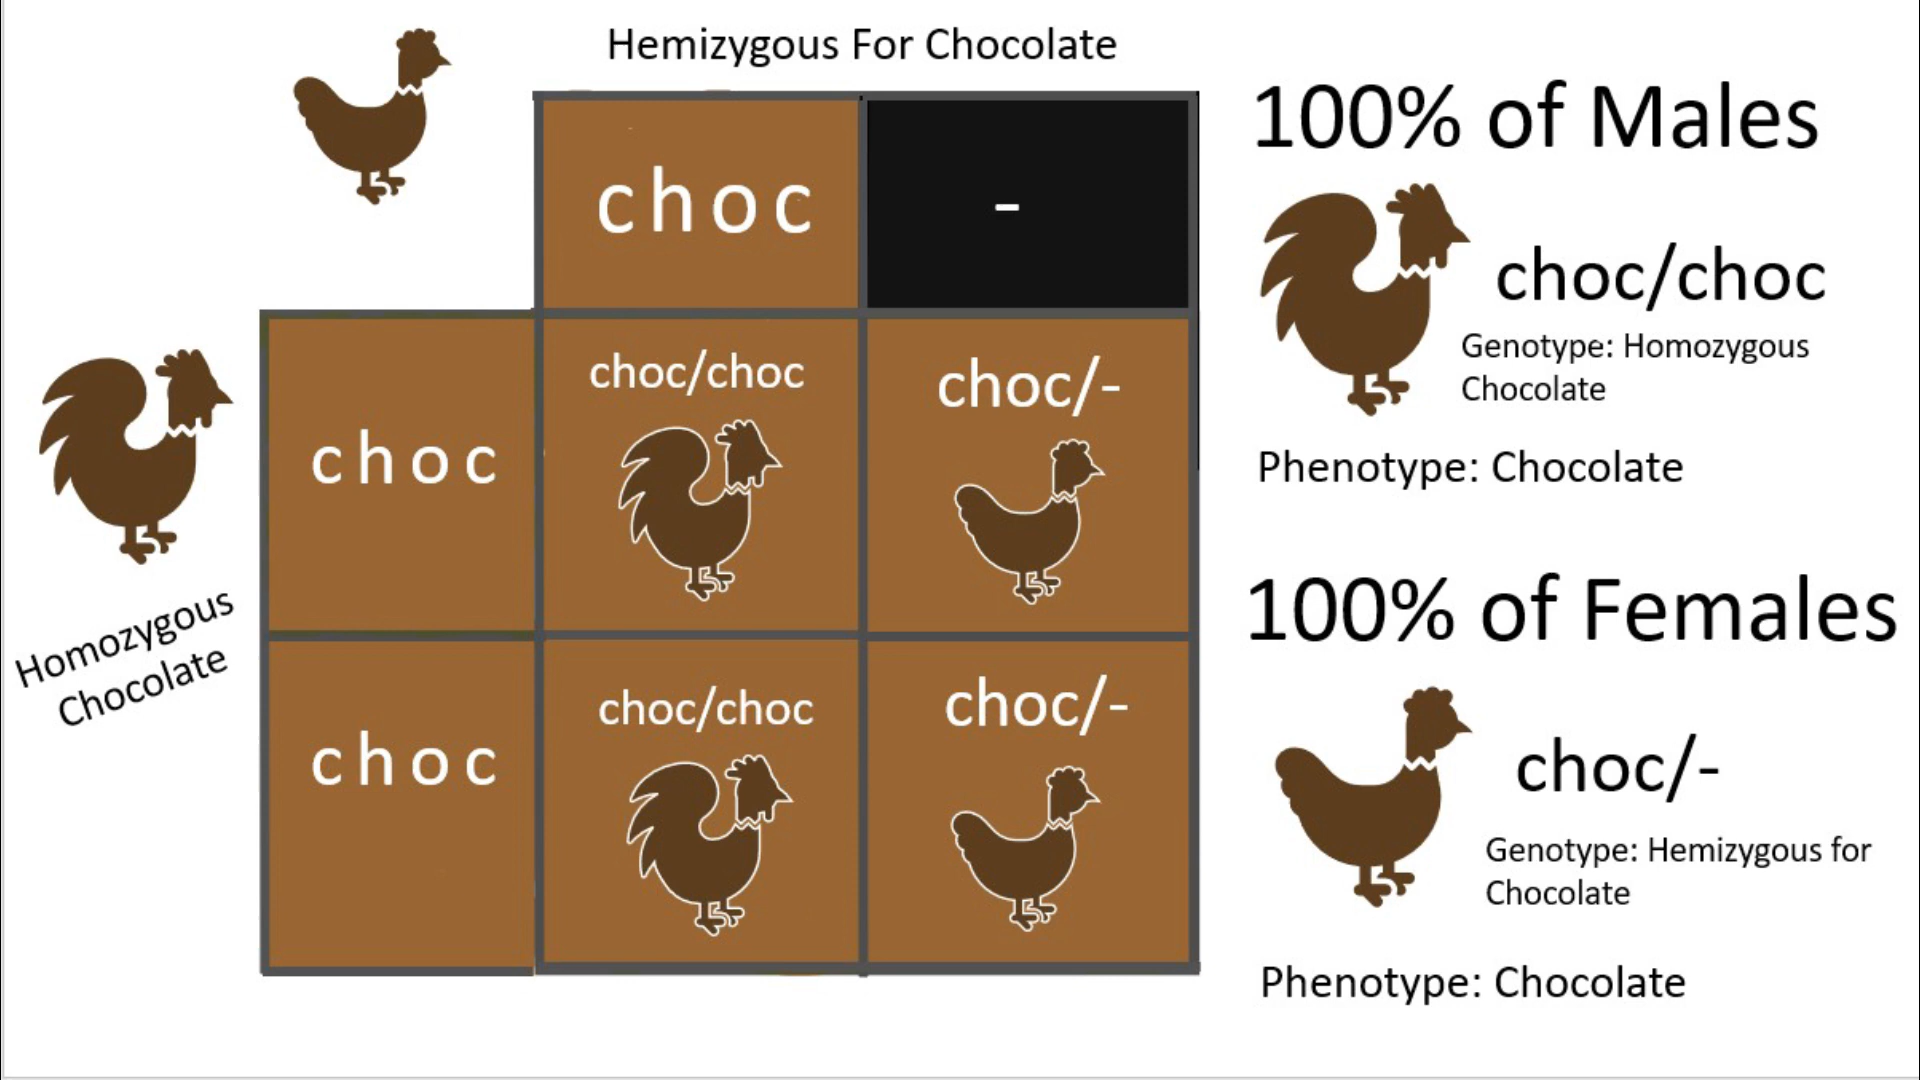 Hemizygous For Chocolate
choc
-
Homozygous
Chocolate
choc
choc/choc
choc/-
choc
choc/choc
choc/-
100% of Males
choc/choc
Genotype: Homozygous
Chocolate
Phenotype: Chocolate
100% of Females
choc/-
Genotype: Hemizygous for
Chocolate
Phenotype: Chocolate